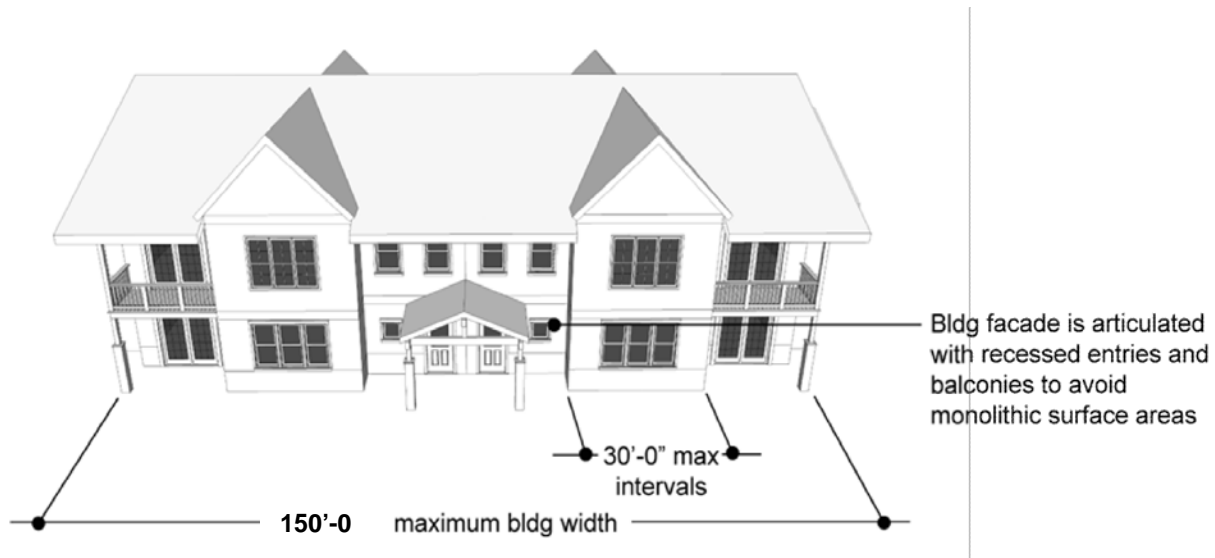 Bldg facade is articulated
with recessed entries and
balconies to avoid
monolithic surface areas
30'-0" max
intervals
150'-0 maximum bldg width